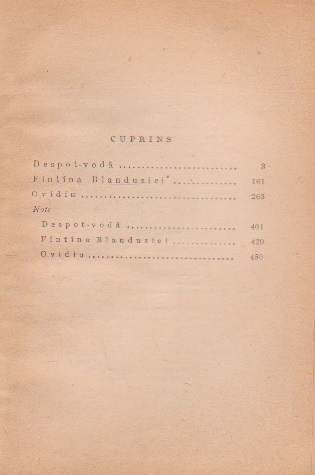 CUPRINS
Despot-vodă ........................ 3
Fîntîna Blanduziei ............ 161
Ovidiu .............................. 263
Note
Despot-vodă ..................... 401
Fîntîna Blanduziei ............ 420
Ovidiu .............................. 450